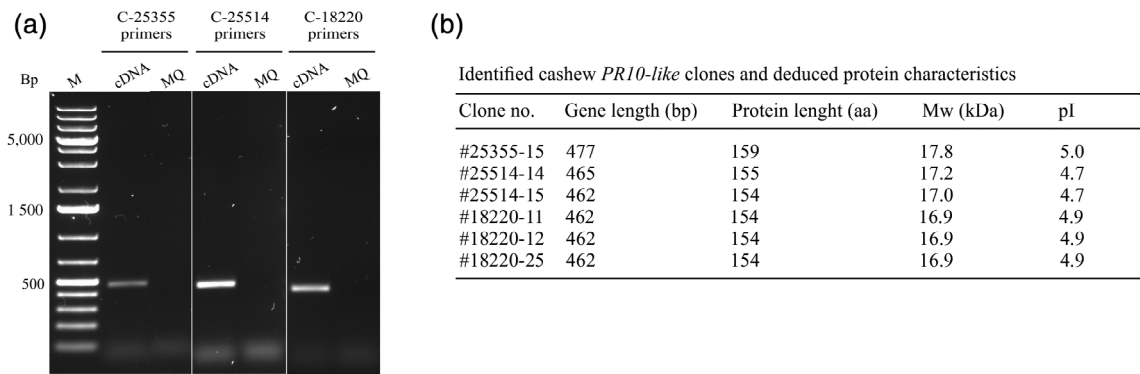 (a)
C-25355 C-25514 C-18220
primers primers primers
Bp M cDNA MQ cDNA MQ cDNA MQ
5,000
1 500
500
(b)
Identified cashew PR10-like clones and deduced protein characteristics
Clone no. Gene length (bp) Protein lenght (aa) Mw (kDa) pI
#25355-15 477 159 17.8 5.0
#25514-14 465 155 17.2 4.7
#25514-15 462 154 17.0 4.7
#18220-11 462 154 16.9 4.9
#18220-12 462 154 16.9 4.9
#18220-25 462 154 16.9 4.9